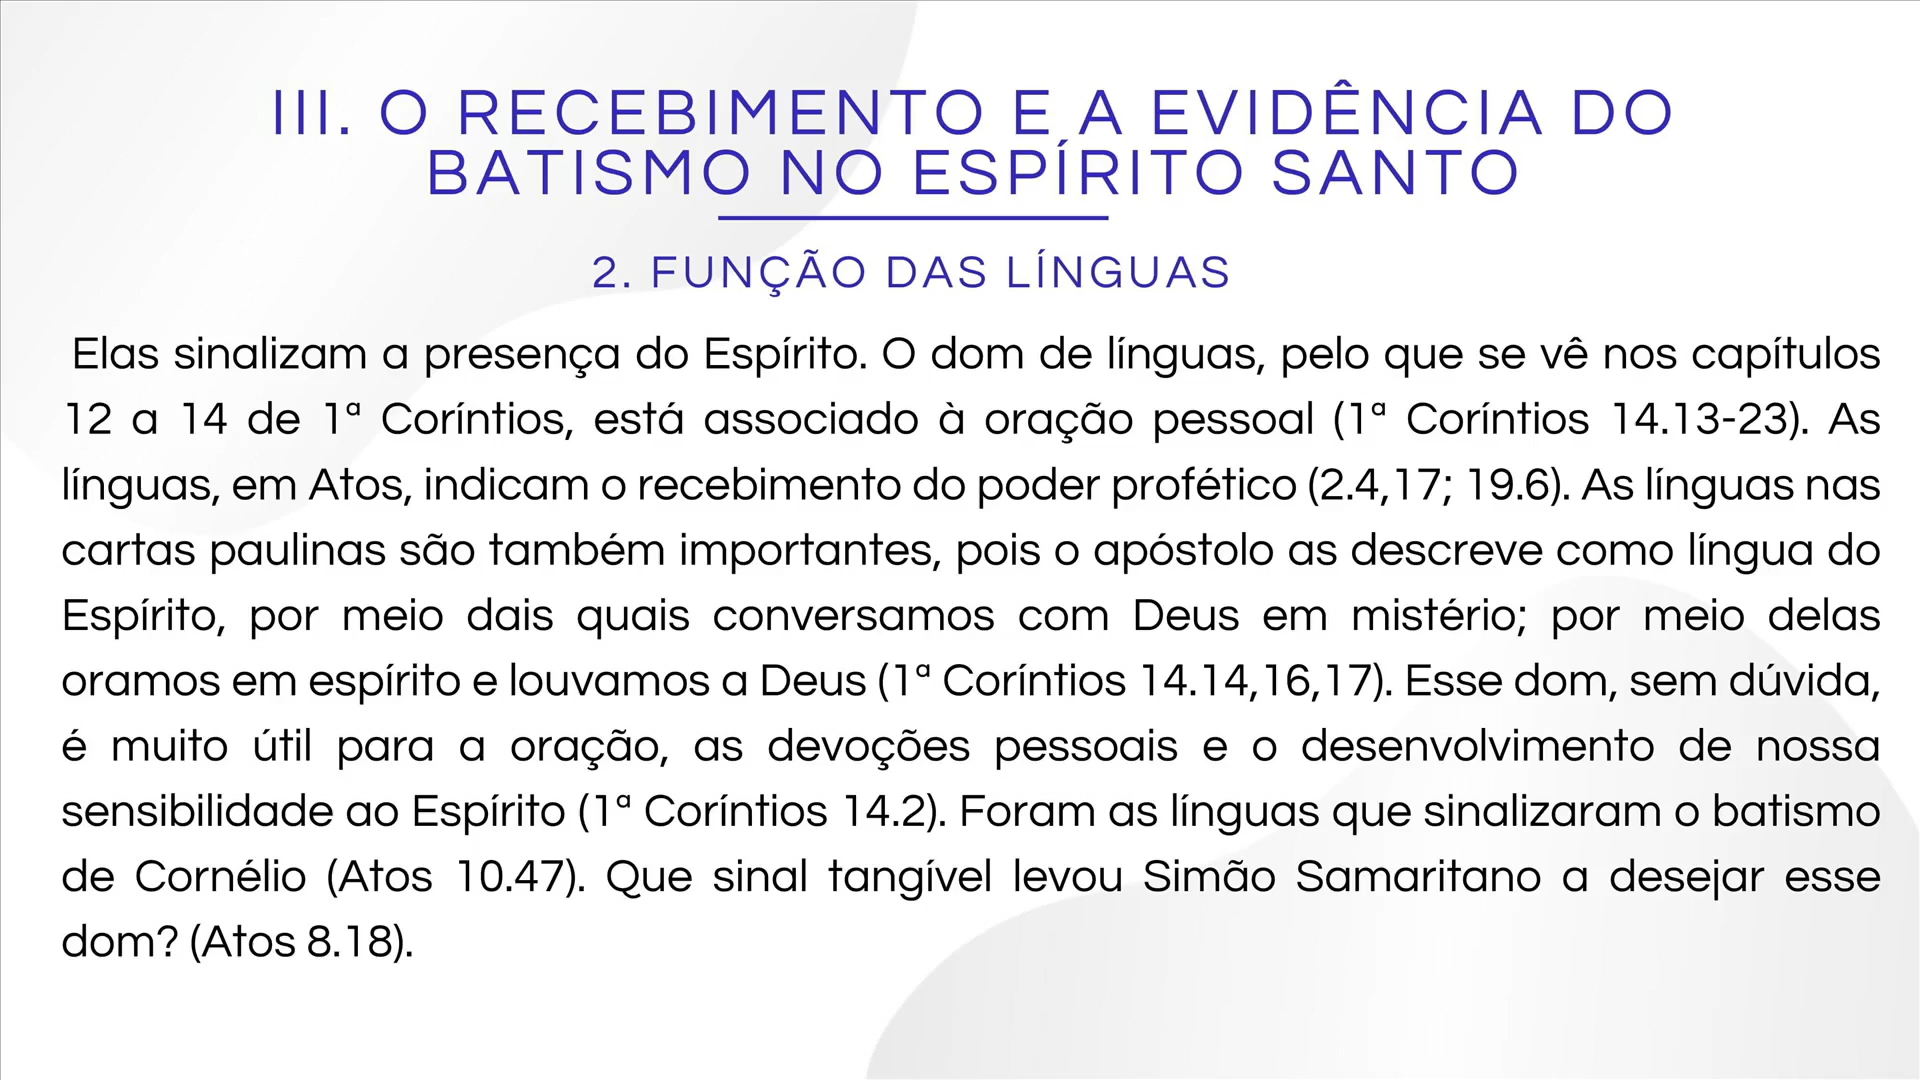 III. O RECEBIMENTO E A EVIDÊNCIA DO
BATISMO NO ESPÍRITO SANTO
2. FUNÇÃO DAS LÍNGUAS
Elas sinalizam a presença do Espírito. O dom de línguas, pelo que se vê nos capítulos
12 a 14 de 1ª Coríntios, está associado à oração pessoal (1ª Coríntios 14.13-23). As
línguas, em Atos, indicam o recebimento do poder profético (2.4,17; 19.6). As línguas nas
cartas paulinas são também importantes, pois o apóstolo as descreve como língua do
Espírito, por meio dais quais conversamos com Deus em mistério; por meio delas
oramos em espírito e louvamos a Deus (1ª Coríntios 14.14,16,17). Esse dom, sem dúvida,
é muito útil para a oração, as devoções pessoais e o desenvolvimento de nossa
sensibilidade ao Espírito (1ª Coríntios 14.2). Foram as línguas que sinalizaram o batismo
de Cornélio (Atos 10.47). Que sinal tangível levou Simão Samaritano a desejar esse
dom? (Atos 8.18).